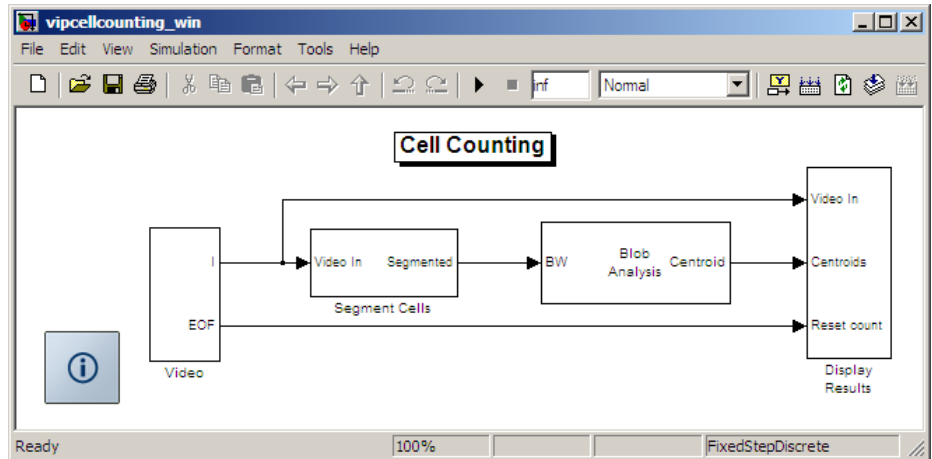 vipcellcounting_win
File Edit View Simulation Format Tools Help
inf Normal
Cell Counting
Video In
I Video In Segmented BW Blob Analysis Centroid Centroids
Segment Cells
EOF Reset count
Video
Display Results
Ready 100% FixedStepDiscrete